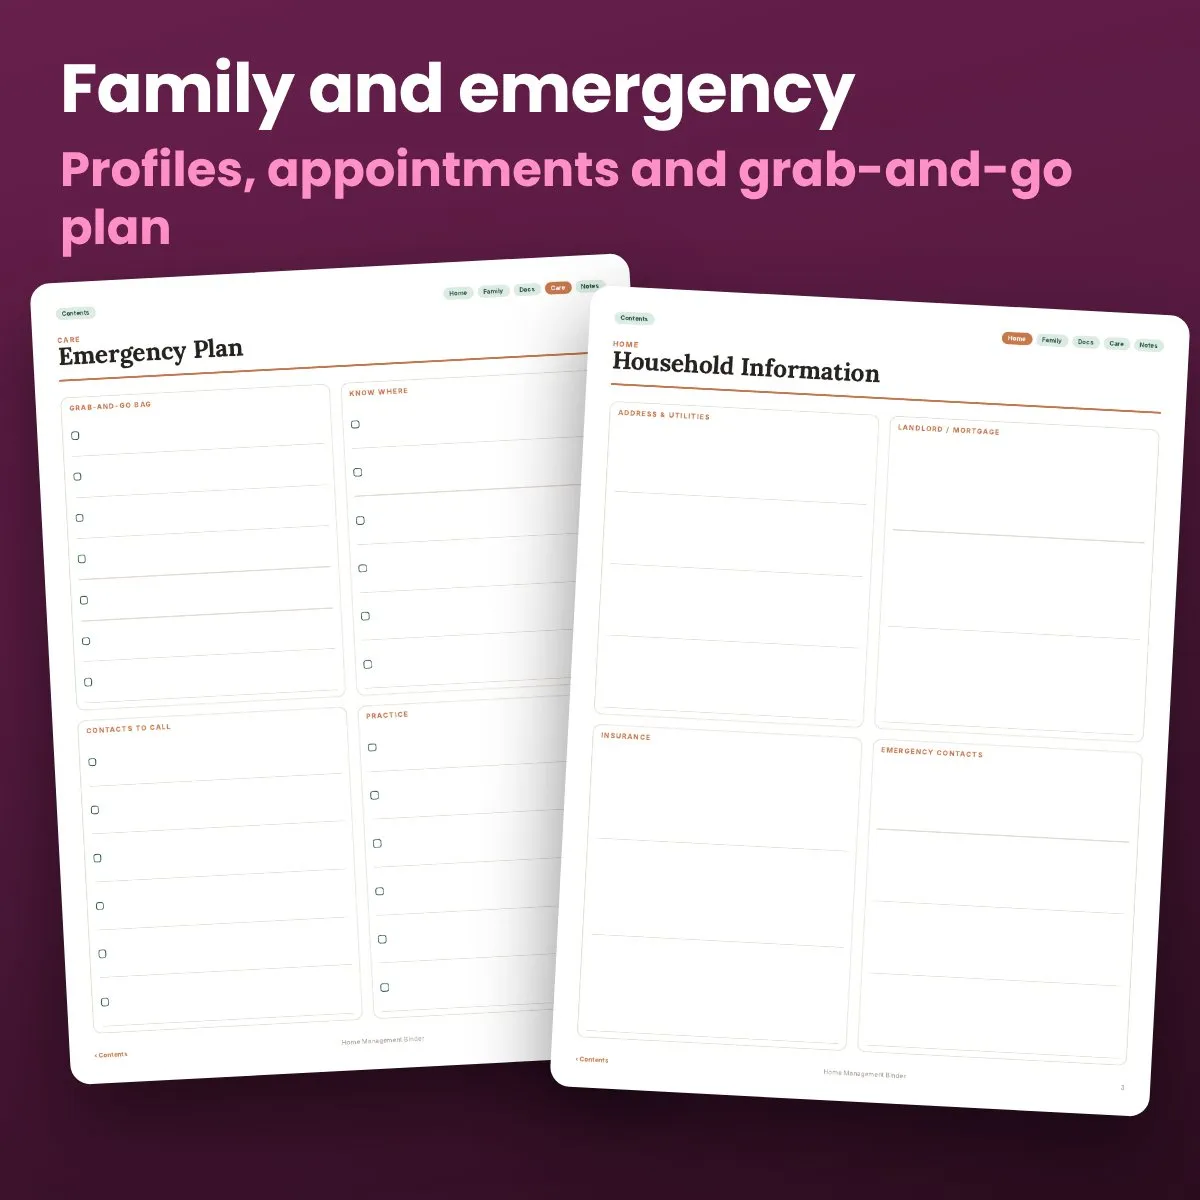 Family and emergency
Profiles, appointments and grab-and-go
plan
Contents
Home Family Docs Care Notes
CARE
Emergency Plan
GRAB-AND-GO BAG
KNOW WHERE
CONTACTS TO CALL
PRACTICE
‹ Contents
Home Management Binder
Contents
Home Family Docs Care Notes
HOME
Household Information
ADDRESS & UTILITIES
LANDLORD / MORTGAGE
INSURANCE
EMERGENCY CONTACTS
‹ Contents
Home Management Binder
3